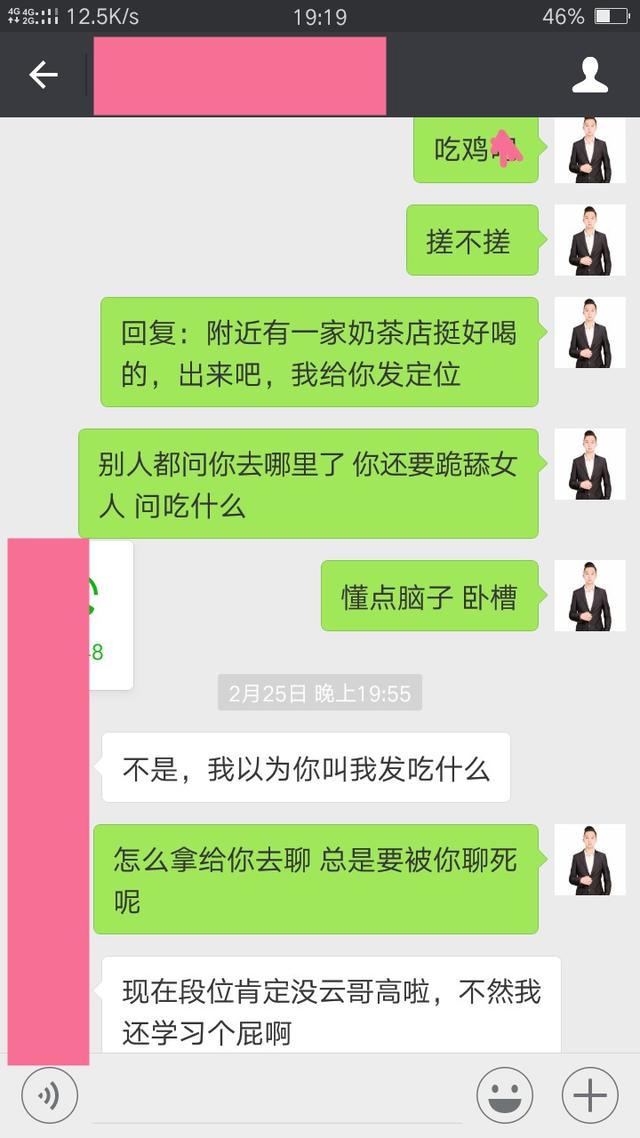 4G 4G 2G 12.5K/s 19:19 46%
吃鸡
搓不搓
回复：附近有一家奶茶店挺好喝
的，出来吧，我给你发定位
别人都问你去哪里了 你还要跪舔女
人 问吃什么
懂点脑子 卧槽
48
2月25日 晚上19:55
不是，我以为你叫我发吃什么
怎么拿给你去聊 总是要被你聊死
呢
现在段位肯定没云哥高啦，不然我
还学习个屁啊